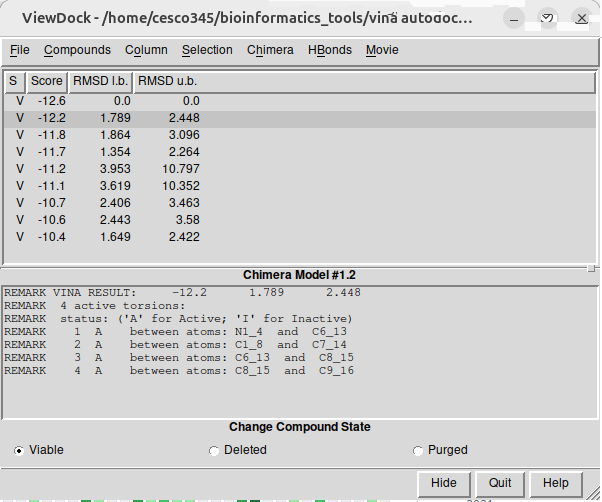 ViewDock - /home/cesco345/bioinformatics_tools/vina autodoc...
File Compounds Column Selection Chimera HBonds Movie
S Score RMSD l.b. RMSD u.b.
V -12.6 0.0 0.0
V -12.2 1.789 2.448
V -11.8 1.864 3.096
V -11.7 1.354 2.264
V -11.2 3.953 10.797
V -11.1 3.619 10.352
V -10.7 2.406 3.463
V -10.6 2.443 3.58
V -10.4 1.649 2.422
Chimera Model #1.2
REMARK VINA RESULT: -12.2 1.789 2.448
REMARK 4 active torsions:
REMARK status: ('A' for Active; 'I' for Inactive)
REMARK 1 A between atoms: N1_4 and C6_13
REMARK 2 A between atoms: C1_8 and C7_14
REMARK 3 A between atoms: C6_13 and C8_15
REMARK 4 A between atoms: C8_15 and C9_16
Change Compound State
Viable Deleted Purged
Hide Quit Help